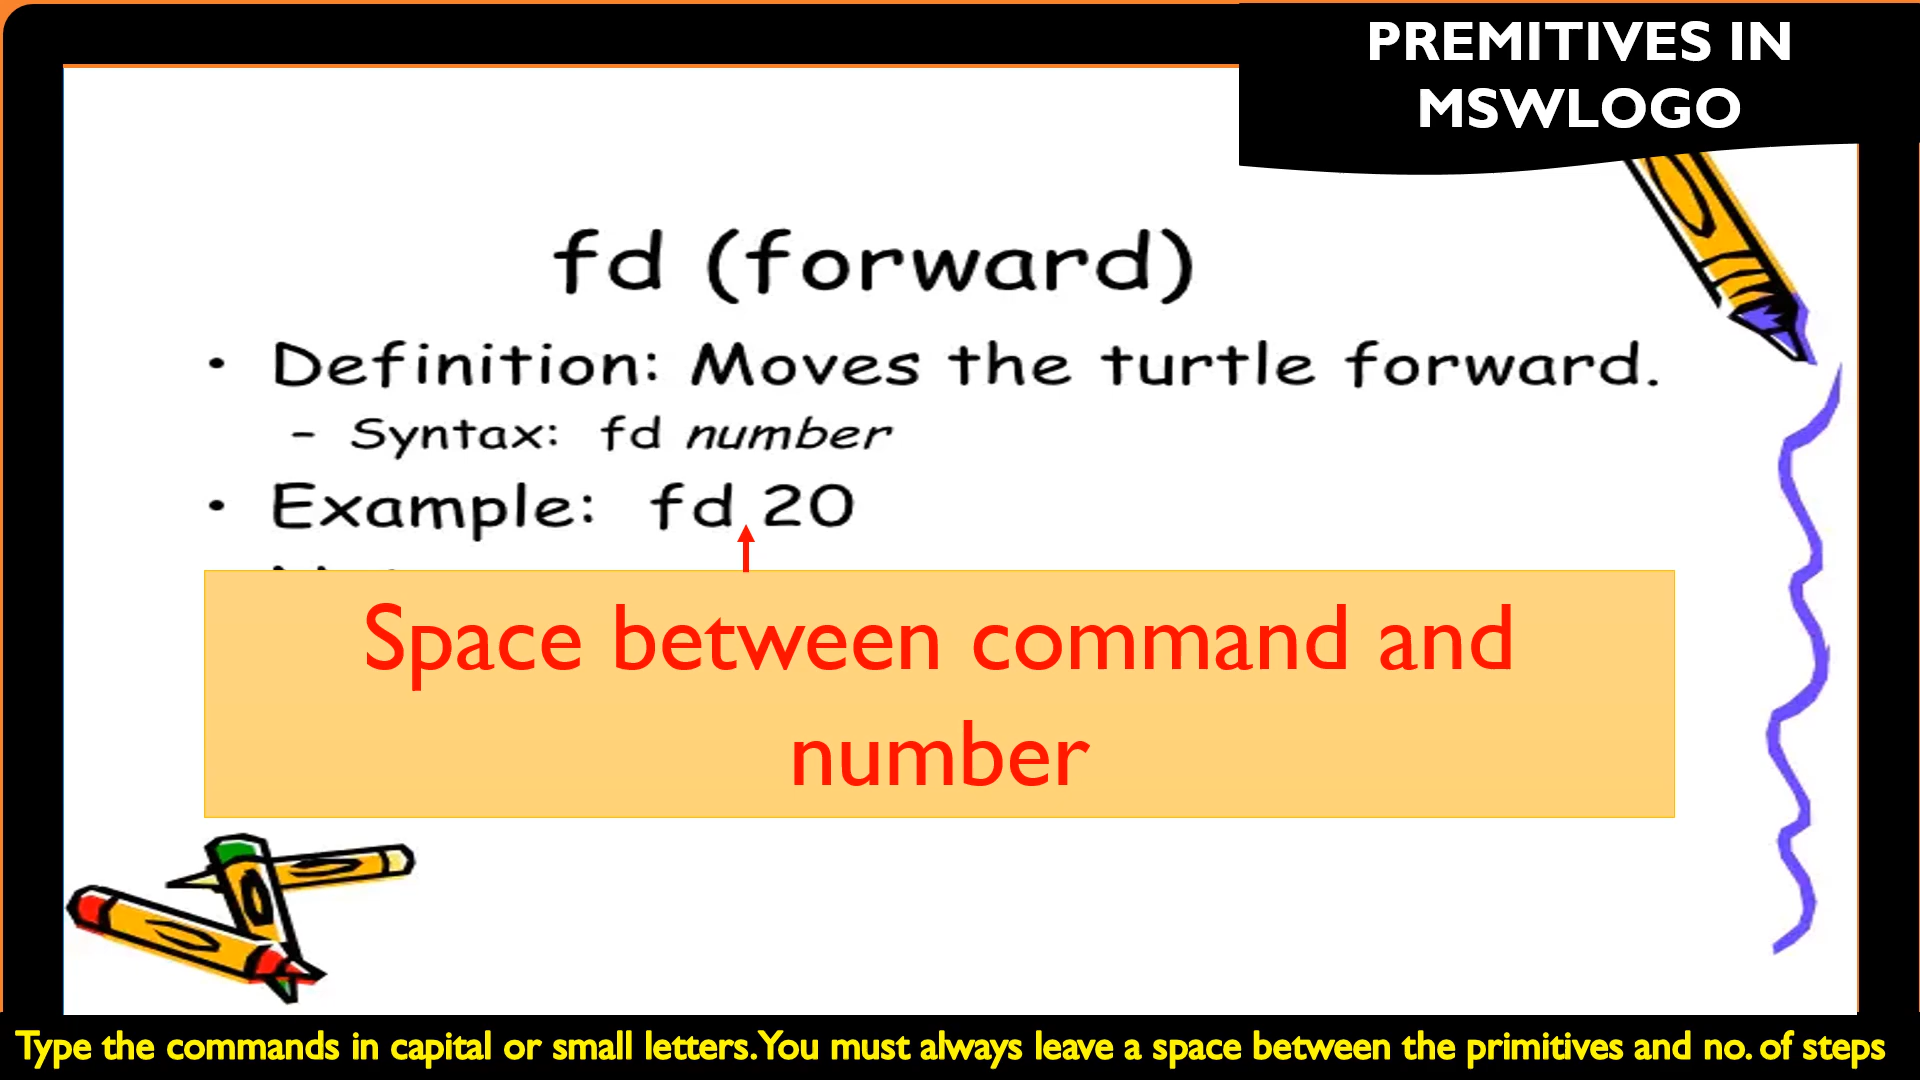 PREMITIVES IN
MSWLOGO
fd (forward)
• Definition: Moves the turtle forward.
– Syntax: fd number
• Example: fd 20
Space between command and
number
Type the commands in capital or small letters.You must always leave a space between the primitives and no. of steps